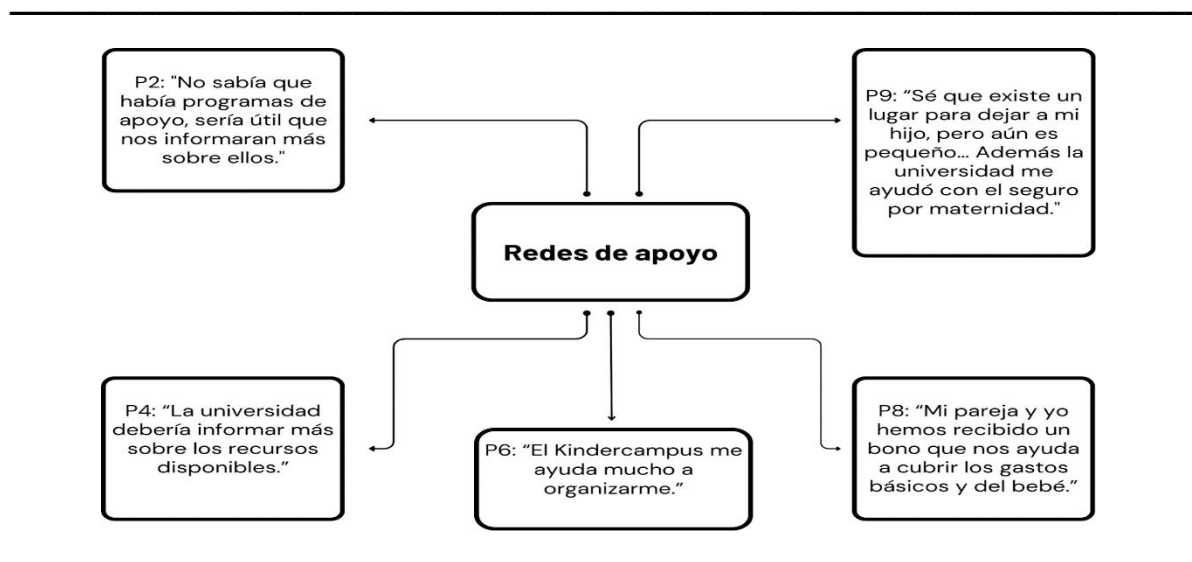 P2: "No sabía que
había programas de
apoyo, sería útil que
nos informaran más
sobre ellos."
P9: “Sé que existe un
lugar para dejar a mi
hijo, pero aún es
pequeño... Además la
universidad me
ayudó con el seguro
por maternidad."
Redes de apoyo
P4: “La universidad
debería informar más
sobre los recursos
disponibles.”
P6: “El Kindercampus me
ayuda mucho a
organizarme.”
P8: “Mi pareja y yo
hemos recibido un
bono que nos ayuda
a cubrir los gastos
básicos y del bebé.”